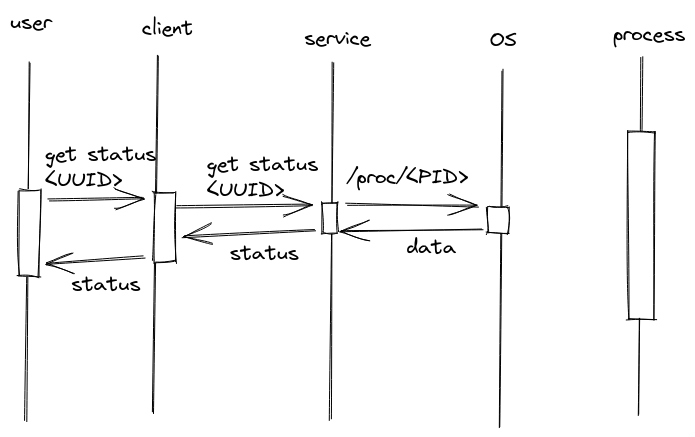 user
client
service
OS
process
get status
<UUID>
get status
<UUID>
/proc/<PID>
status
status
data